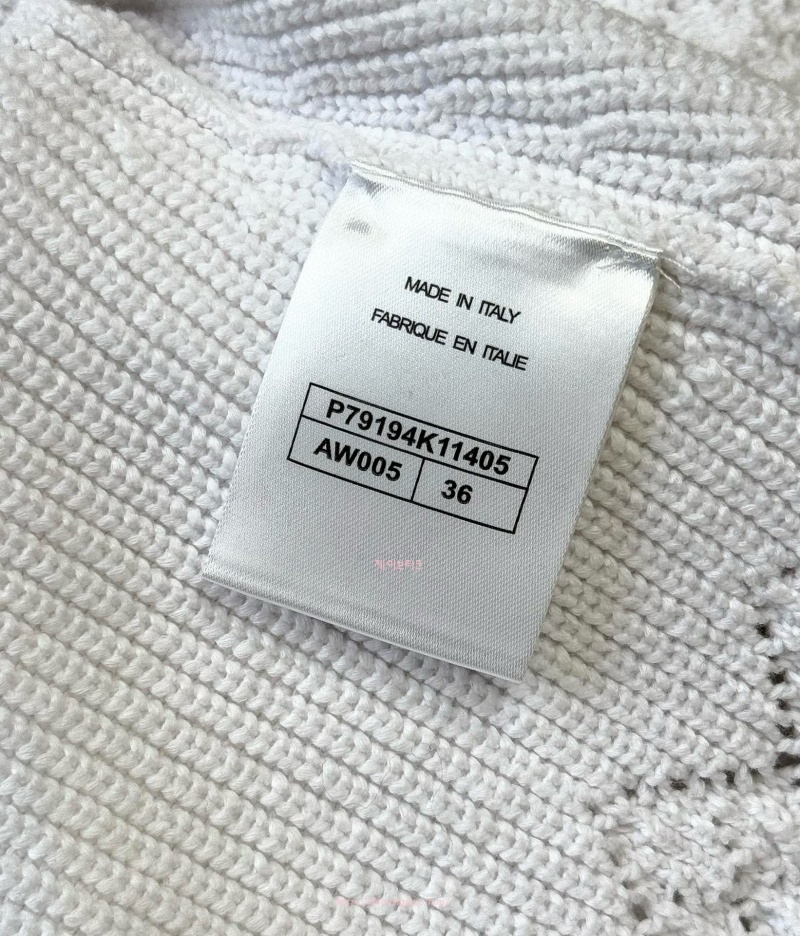 MADE IN ITALY
FABRIQUE EN ITALIE
P79194K11405
AW005 36